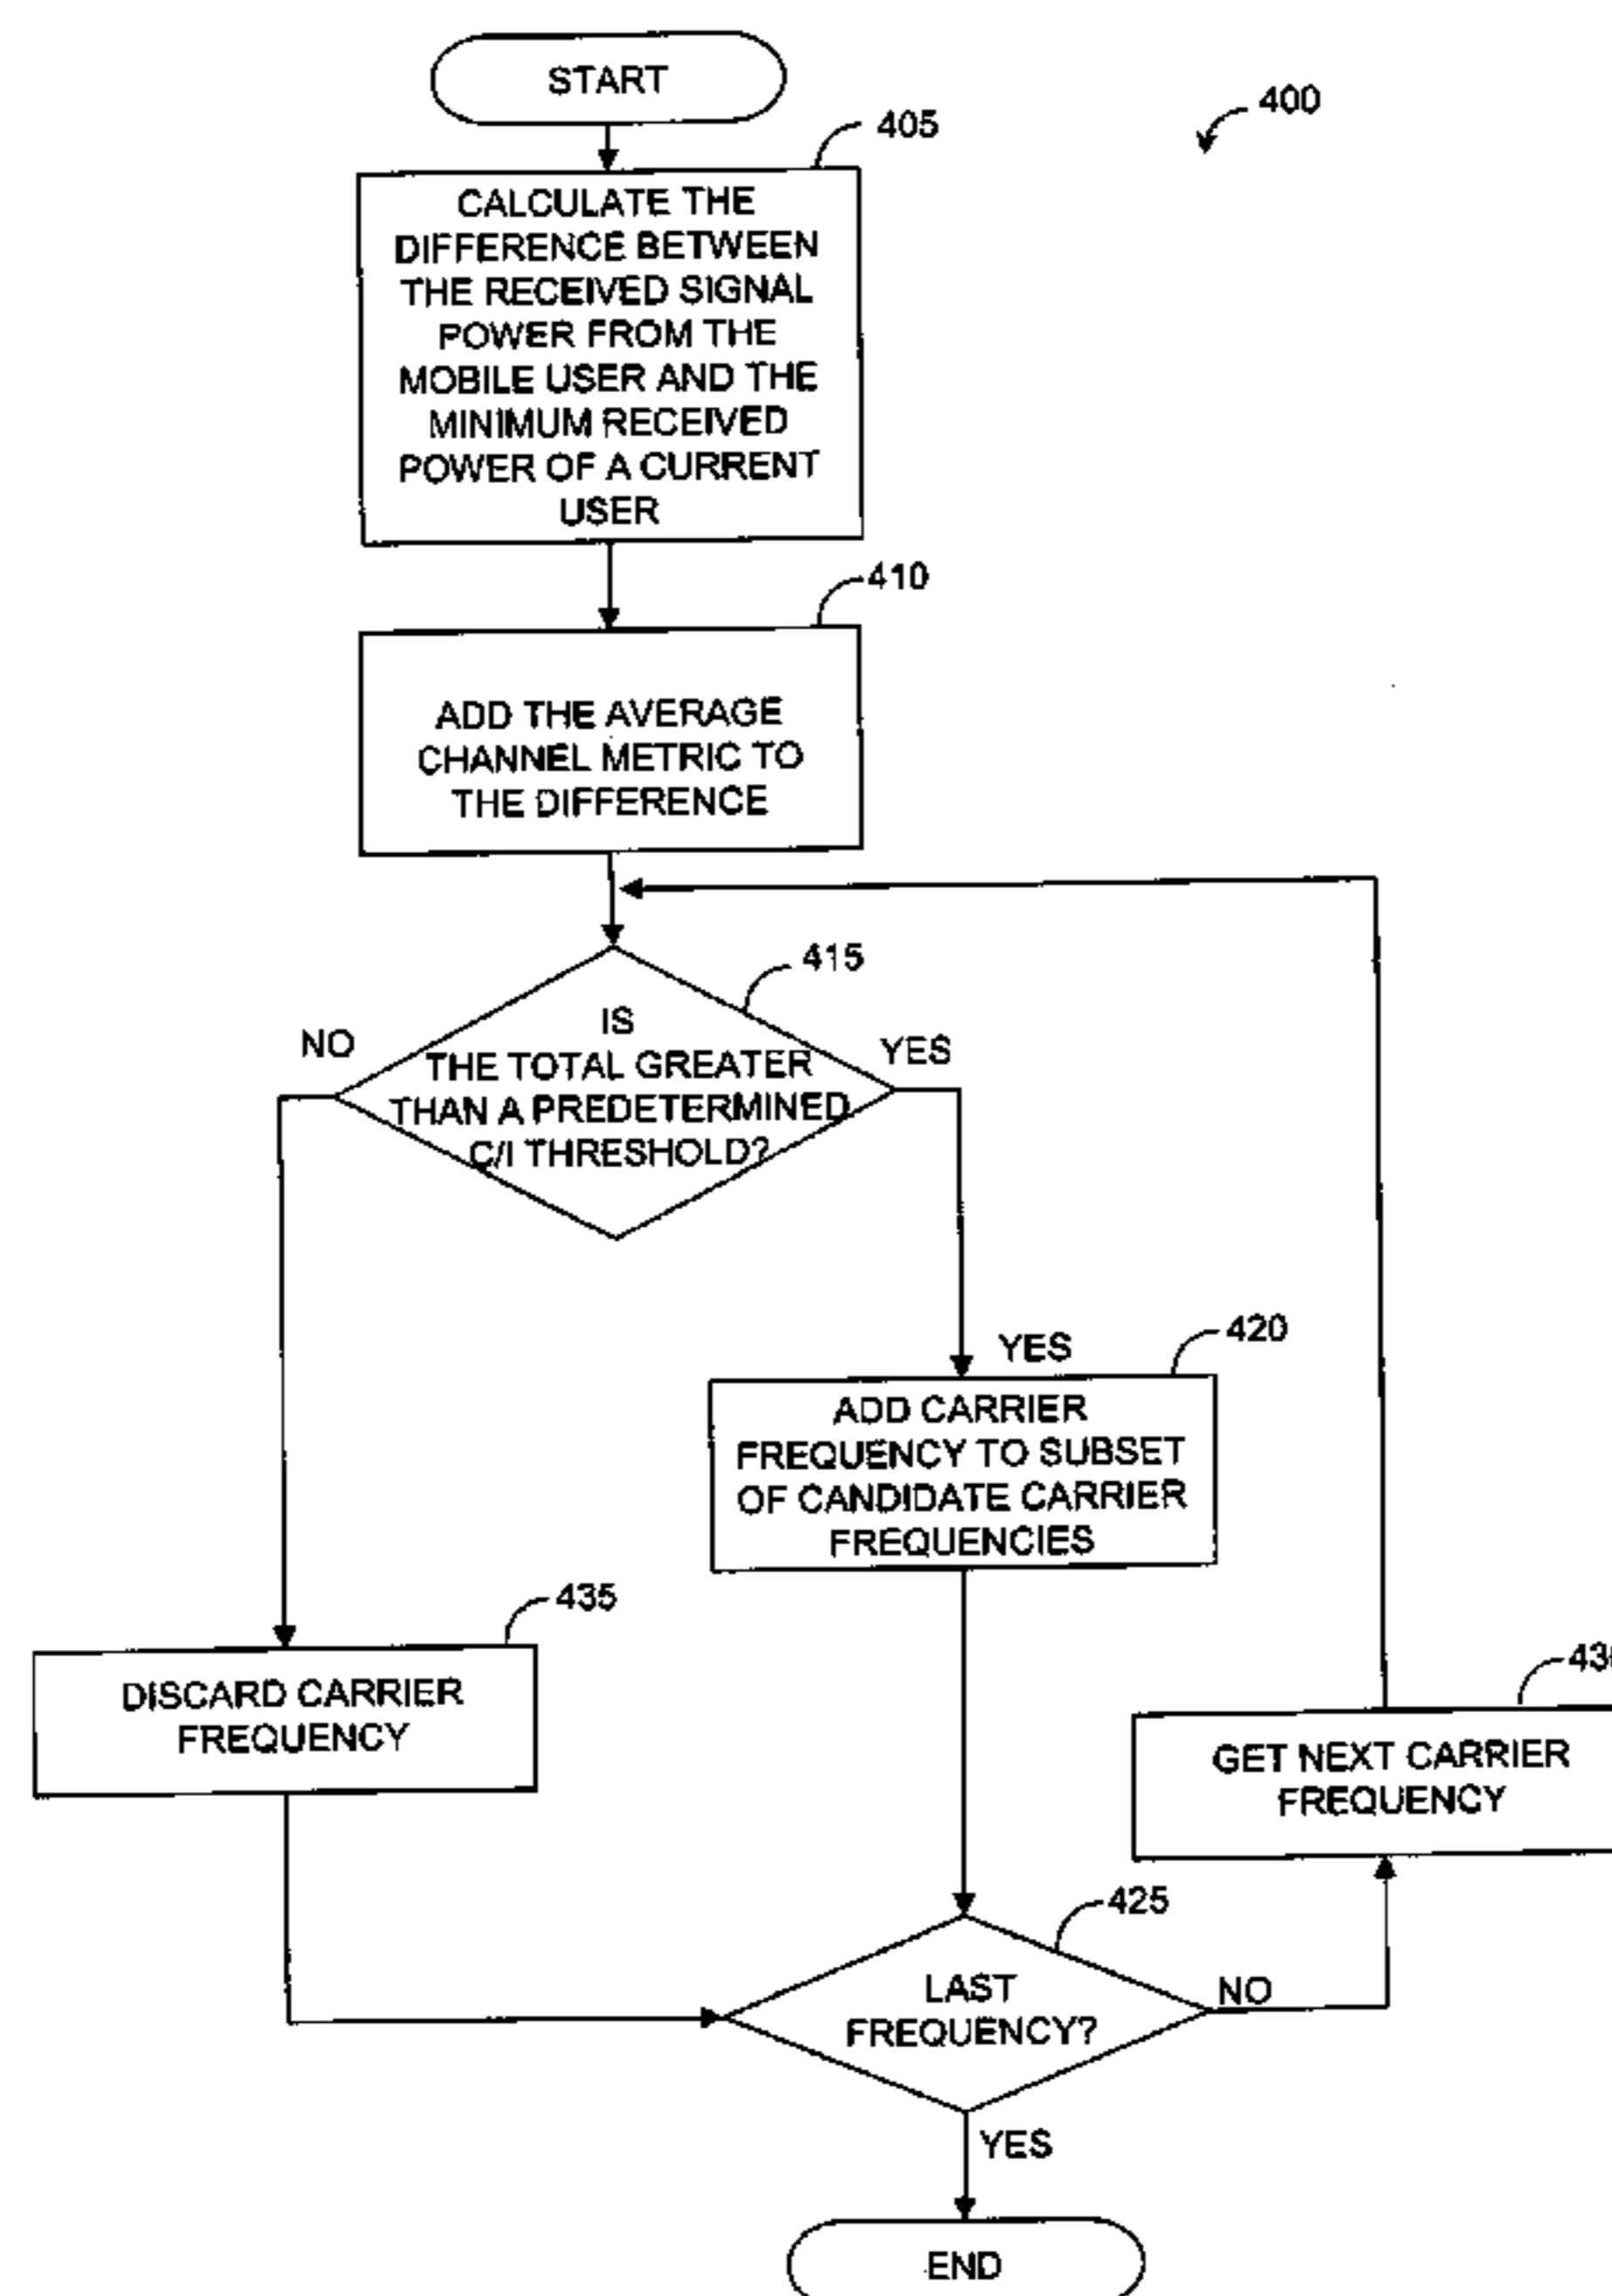 START
400
405
CALCULATE THE
DIFFERENCE BETWEEN
THE RECEIVED SIGNAL
POWER FROM THE
MOBILE USER AND THE
MINIMUM RECEIVED
POWER OF A CURRENT
USER
410
ADD THE AVERAGE
CHANNEL METRIC TO
THE DIFFERENCE
415
NO
YES
IS
THE TOTAL GREATER
THAN A PREDETERMINED
C/I THRESHOLD?
YES
420
ADD CARRIER
FREQUENCY TO SUBSET
OF CANDIDATE CARRIER
FREQUENCIES
435
DISCARD CARRIER
FREQUENCY
GET NEXT CARRIER
FREQUENCY
425
LAST
FREQUENCY?
NO
YES
END